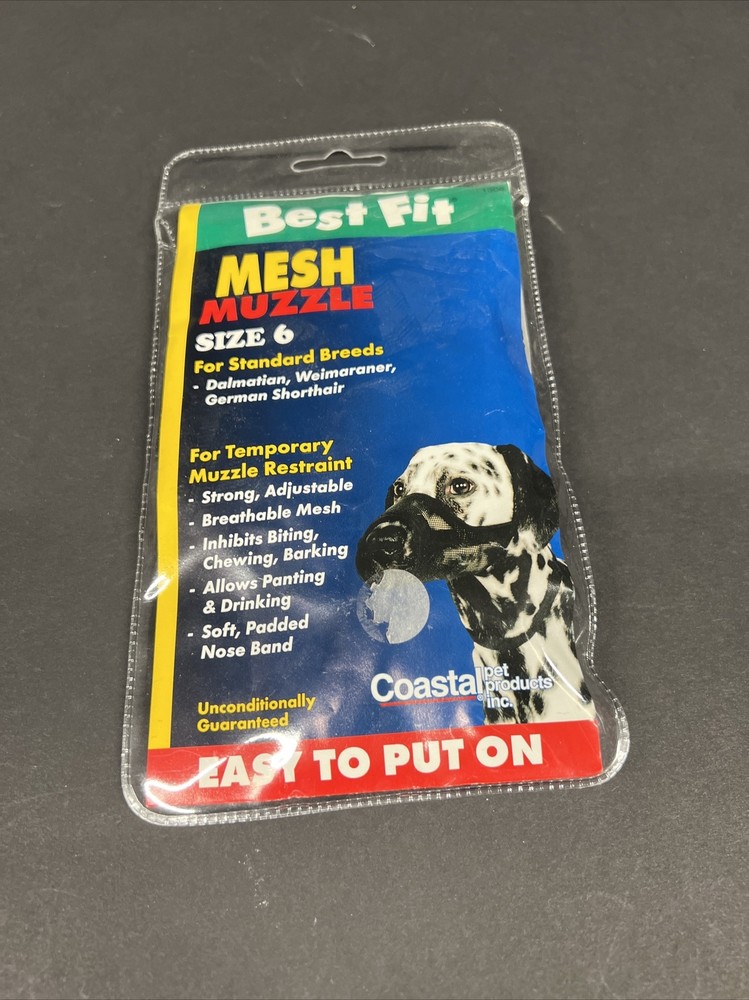 Best Fit
MESH
MUZZLE
SIZE 6
For Standard Breeds
- Dalmatian, Weimaraner,
German Shorthair
For Temporary
Muzzle Restraint
- Strong, Adjustable
- Breathable Mesh
- Inhibits Biting,
Chewing, Barking
- Allows Panting
& Drinking
- Soft, Padded
Nose Band
Coastal® pet
products
inc.
Unconditionally
Guaranteed
EASY TO PUT ON